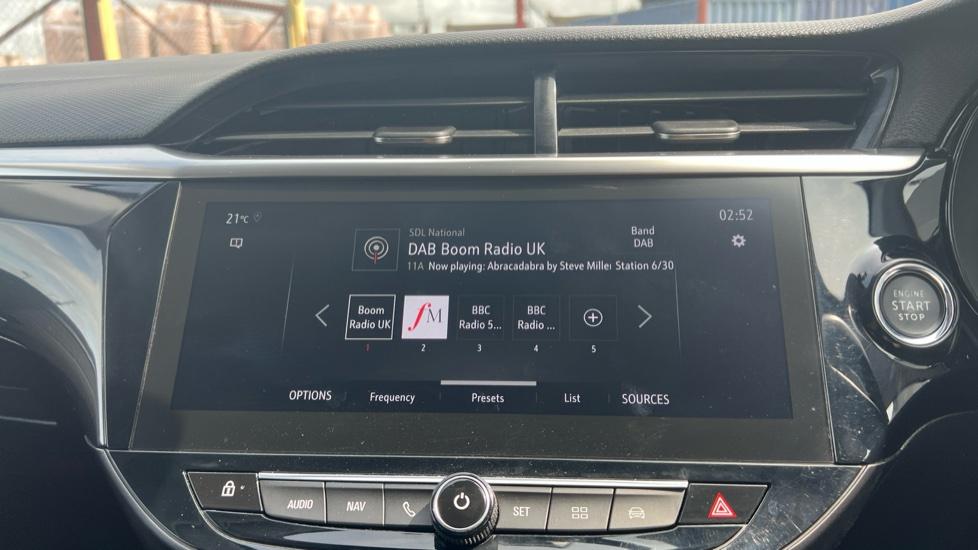 21°C
02:52
SDL National
DAB Boom Radio UK
11A Now playing: Abracadabra by Steve Miller Station 6/30
Band
DAB
Boom
Radio UK
fM
BBC
Radio 5...
BBC
Radio ...
1
2
3
4
5
OPTIONS
Frequency
Presets
List
SOURCES
ENGINE
START
STOP
AUDIO
NAV
SET